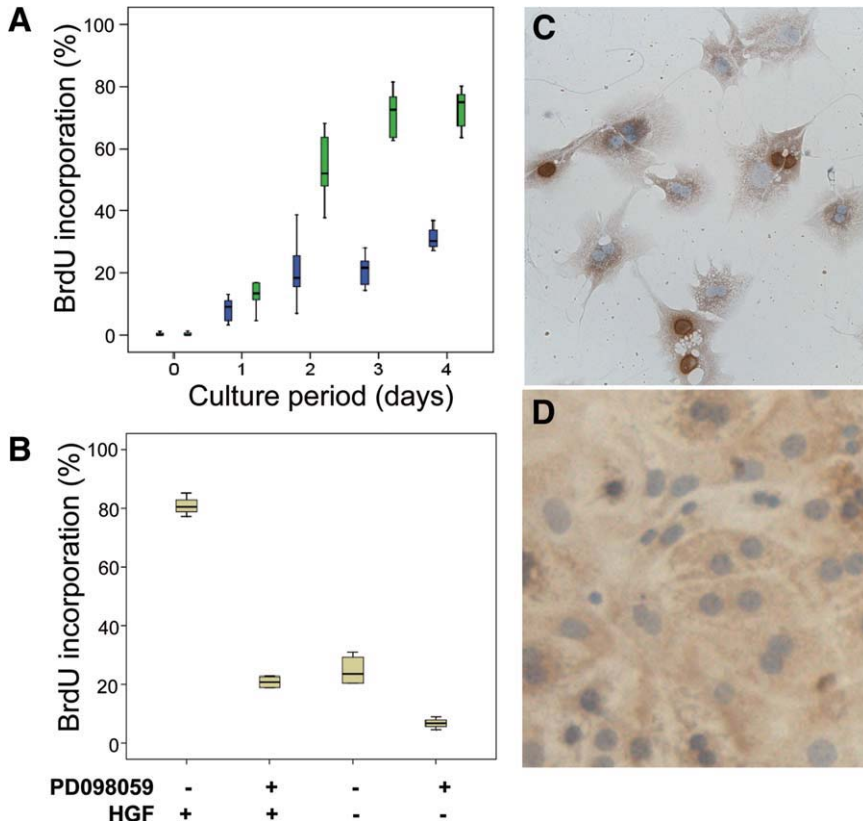 A
BrdU incorporation (%)
100
80
60
40
20
0
0 1 2 3 4
Culture period (days)
B
BrdU incorporation (%)
100
80
60
40
20
0
PD098059 - + - +
HGF + + - -
C
D